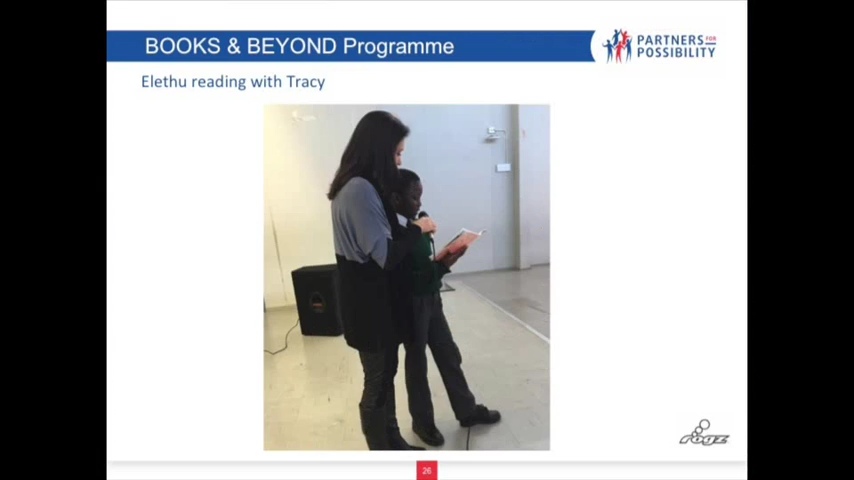 BOOKS & BEYOND Programme
PARTNERS FOR
POSSIBILITY
Elethu reading with Tracy
rogz
26